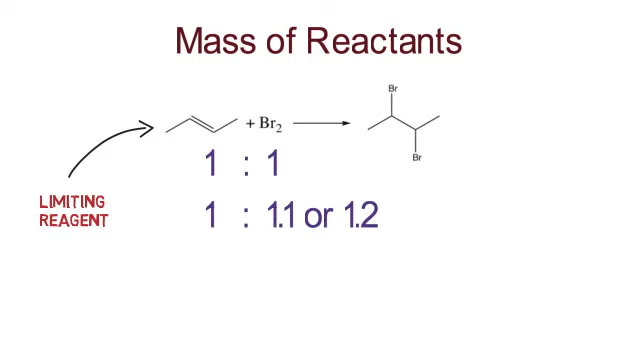 Mass of Reactants
Br
+ Br₂
Br
1 : 1
LIMITING
REAGENT
1 : 1.1 or 1.2